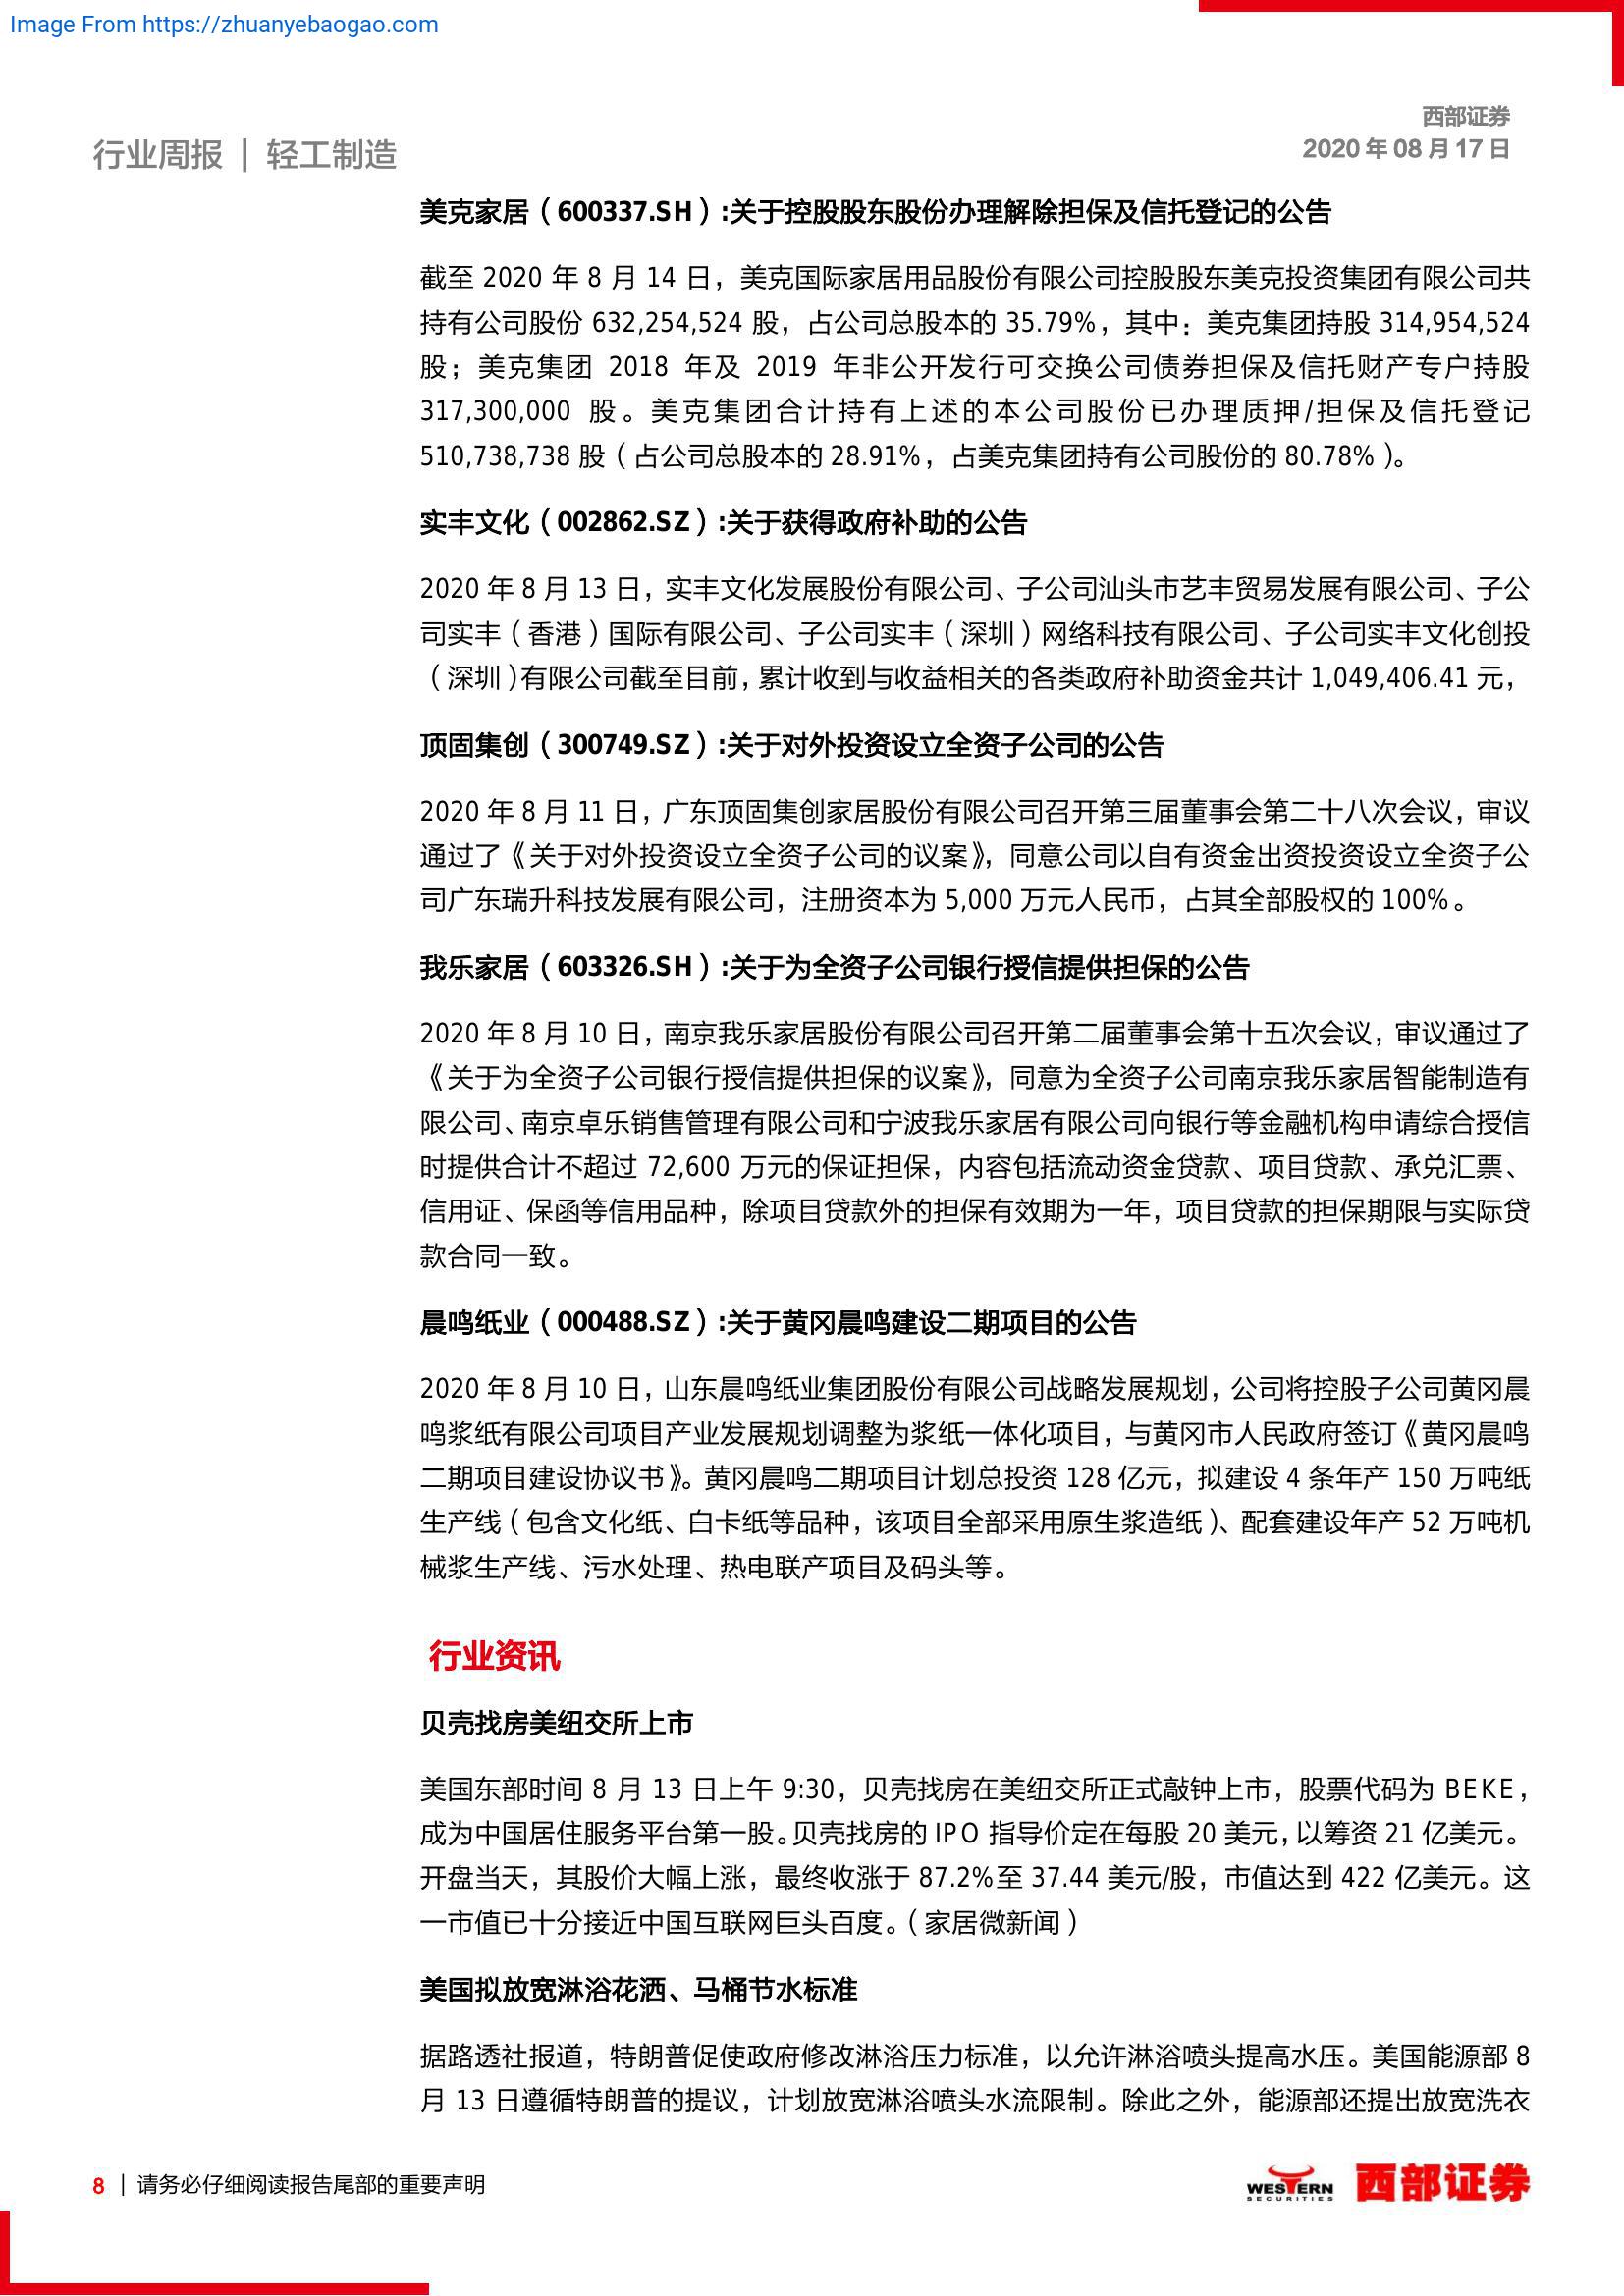 Image From https://zhuanyebaogao.com
西部证券
行业周报 | 轻工制造
2020 年 08 月 17 日
美克家居（600337.SH）:关于控股股东股份办理解除担保及信托登记的公告
截至 2020 年 8 月 14 日，美克国际家居用品股份有限公司控股股东美克投资集团有限公司共
持有公司股份 632,254,524 股，占公司总股本的 35.79%，其中：美克集团持股 314,954,524
股；美克集团 2018 年及 2019 年非公开发行可交换公司债券担保及信托财产专户持股
317,300,000 股。美克集团合计持有上述的本公司股份已办理质押/担保及信托登记
510,738,738 股（占公司总股本的 28.91%，占美克集团持有公司股份的 80.78%）。
实丰文化（002862.SZ）:关于获得政府补助的公告
2020 年 8 月 13 日，实丰文化发展股份有限公司、子公司汕头市艺丰贸易发展有限公司、子公
司实丰（香港）国际有限公司、子公司实丰（深圳）网络科技有限公司、子公司实丰文化创投
（深圳）有限公司截至目前，累计收到与收益相关的各类政府补助资金共计 1,049,406.41 元，
顶固集创（300749.SZ）:关于对外投资设立全资子公司的公告
2020 年 8 月 11 日，广东顶固集创家居股份有限公司召开第三届董事会第二十八次会议，审议
通过了《关于对外投资设立全资子公司的议案》，同意公司以自有资金出资投资设立全资子公
司广东瑞升科技发展有限公司，注册资本为 5,000 万元人民币，占其全部股权的 100%。
我乐家居（603326.SH）:关于为全资子公司银行授信提供担保的公告
2020 年 8 月 10 日，南京我乐家居股份有限公司召开第二届董事会第十五次会议，审议通过了
《关于为全资子公司银行授信提供担保的议案》，同意为全资子公司南京我乐家居智能制造有
限公司、南京卓乐销售管理有限公司和宁波我乐家居有限公司向银行等金融机构申请综合授信
时提供合计不超过 72,600 万元的保证担保，内容包括流动资金贷款、项目贷款、承兑汇票、
信用证、保函等信用品种，除项目贷款外的担保有效期为一年，项目贷款的担保期限与实际贷
款合同一致。
晨鸣纸业（000488.SZ）:关于黄冈晨鸣建设二期项目的公告
2020 年 8 月 10 日，山东晨鸣纸业集团股份有限公司战略发展规划，公司将控股子公司黄冈晨
鸣浆纸有限公司项目产业发展规划调整为浆纸一体化项目，与黄冈市人民政府签订《黄冈晨鸣
二期项目建设协议书》。黄冈晨鸣二期项目计划总投资 128 亿元，拟建设 4 条年产 150 万吨纸
生产线（包含文化纸、白卡纸等品种，该项目全部采用原生浆造纸）、配套建设年产 52 万吨机
械浆生产线、污水处理、热电联产项目及码头等。
行业资讯
贝壳找房美纽交所上市
美国东部时间 8 月 13 日上午 9:30，贝壳找房在美纽交所正式敲钟上市，股票代码为 BEKE，
成为中国居住服务平台第一股。贝壳找房的 IPO 指导价定在每股 20 美元，以筹资 21 亿美元。
开盘当天，其股价大幅上涨，最终收涨于 87.2%至 37.44 美元/股，市值达到 422 亿美元。这
一市值已十分接近中国互联网巨头百度。（家居微新闻）
美国拟放宽淋浴花洒、马桶节水标准
据路透社报道，特朗普促使政府修改淋浴压力标准，以允许淋浴喷头提高水压。美国能源部 8
月 13 日遵循特朗普的提议，计划放宽淋浴喷头水流限制。除此之外，能源部还提出放宽洗衣
8 | 请务必仔细阅读报告尾部的重要声明
WESTERN
SECURITIES
西部证券